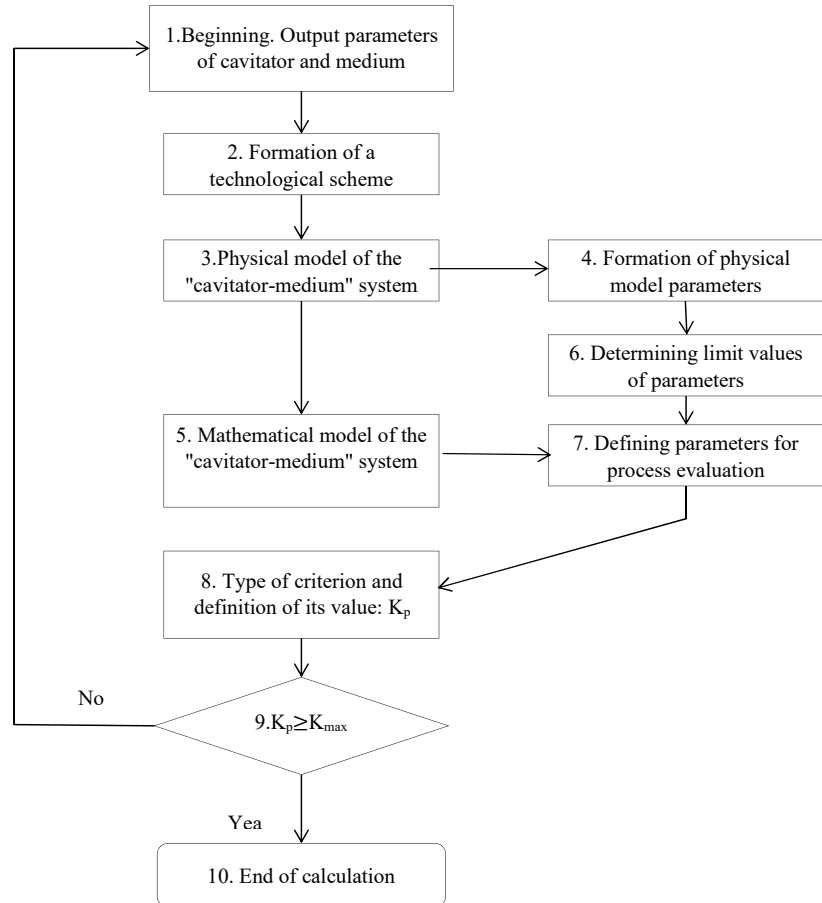 1.Beginning. Output parameters
of cavitator and medium
2. Formation of a
technological scheme
3.Physical model of the
"cavitator-medium" system
4. Formation of physical
model parameters
6. Determining limit values
of parameters
5. Mathematical model of the
"cavitator-medium" system
7. Defining parameters for
process evaluation
8. Type of criterion and
definition of its value: Kp
No
9.Kp≥Kmax
Yea
10. End of calculation